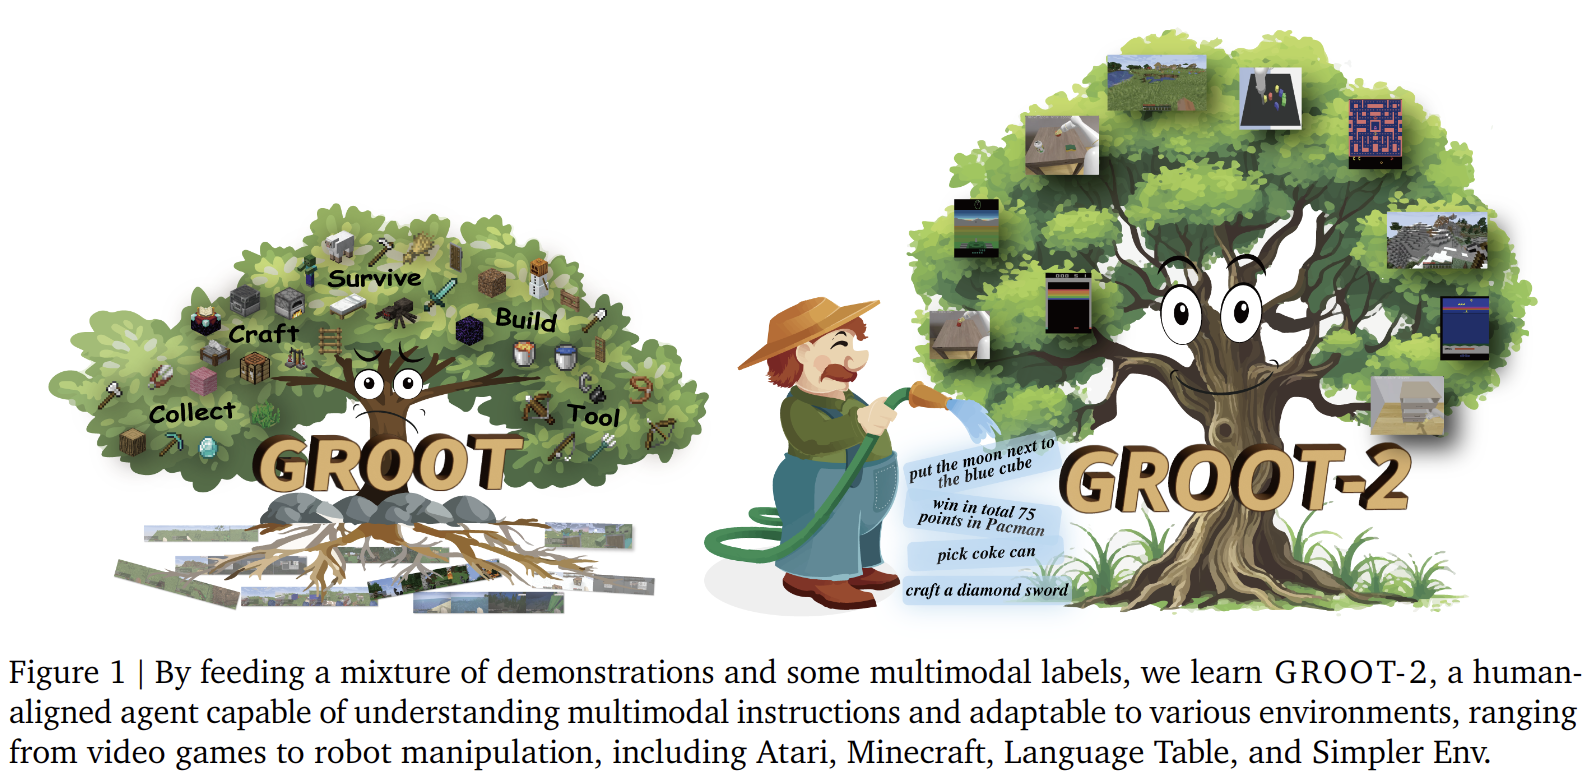 Survive
Craft
Build
Collect
Tool
GROOT
put the moon next to
the blue cube
win in total 75
points in Pacman
pick coke can
craft a diamond sword
GROOT-2
Figure 1 | By feeding a mixture of demonstrations and some multimodal labels, we learn GROOT-2, a human-
aligned agent capable of understanding multimodal instructions and adaptable to various environments, ranging
from video games to robot manipulation, including Atari, Minecraft, Language Table, and Simpler Env.